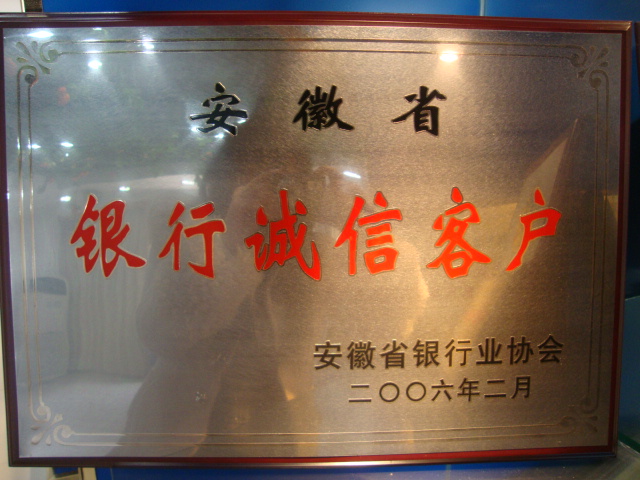 安徽省
银行诚信客户
安徽省银行业协会
二〇〇六年二月